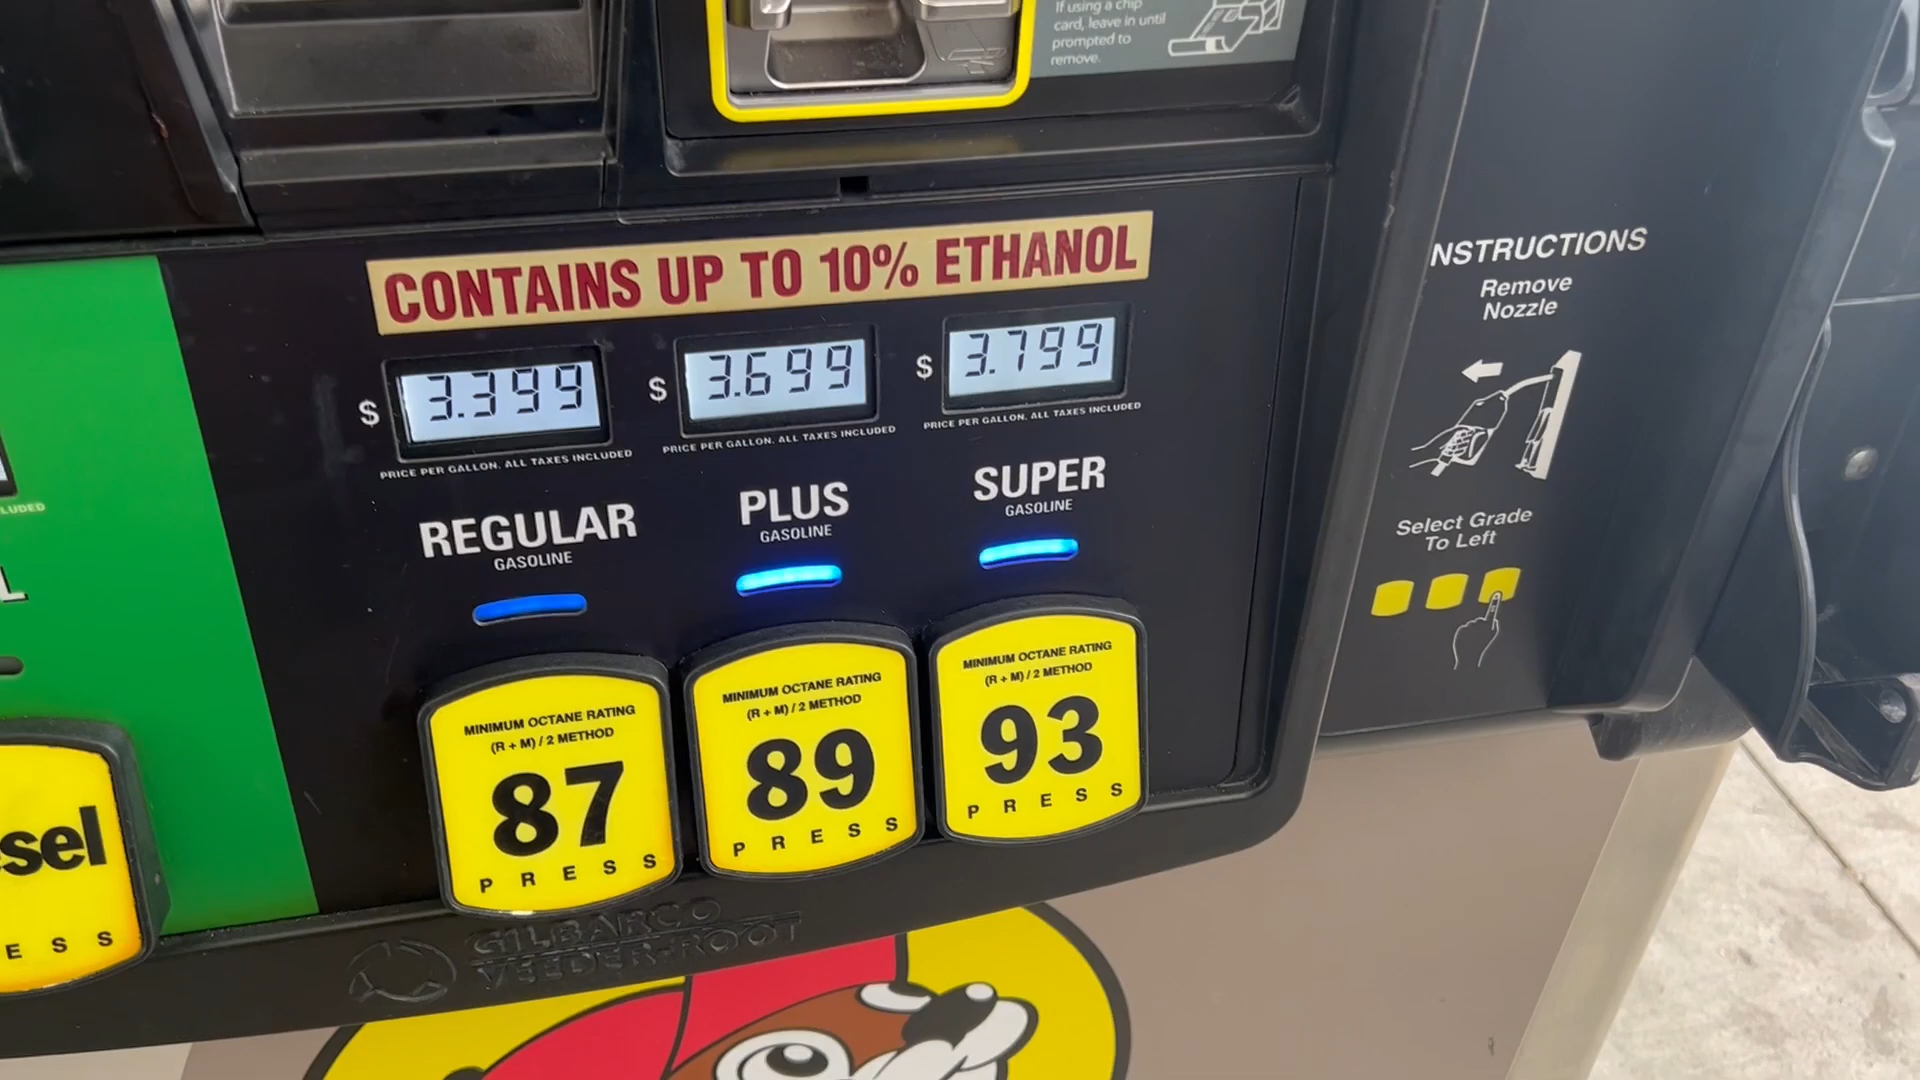 If using a chip
card, leave in until
prompted to
remove.
CONTAINS UP TO 10% ETHANOL
$ 3.399
PRICE PER GALLON. ALL TAXES INCLUDED
REGULAR
GASOLINE
MINIMUM OCTANE RATING
(R + M) / 2 METHOD
87
PRESS
$ 3.699
PRICE PER GALLON. ALL TAXES INCLUDED
PLUS
GASOLINE
MINIMUM OCTANE RATING
(R + M) / 2 METHOD
89
PRESS
$ 3.799
PRICE PER GALLON. ALL TAXES INCLUDED
SUPER
GASOLINE
MINIMUM OCTANE RATING
(R + M) / 2 METHOD
93
PRESS
NSTRUCTIONS
Remove
Nozzle
Select Grade
To Left
LUDED
L
sel
ESS
GILBARCO
VEEDER-ROOT